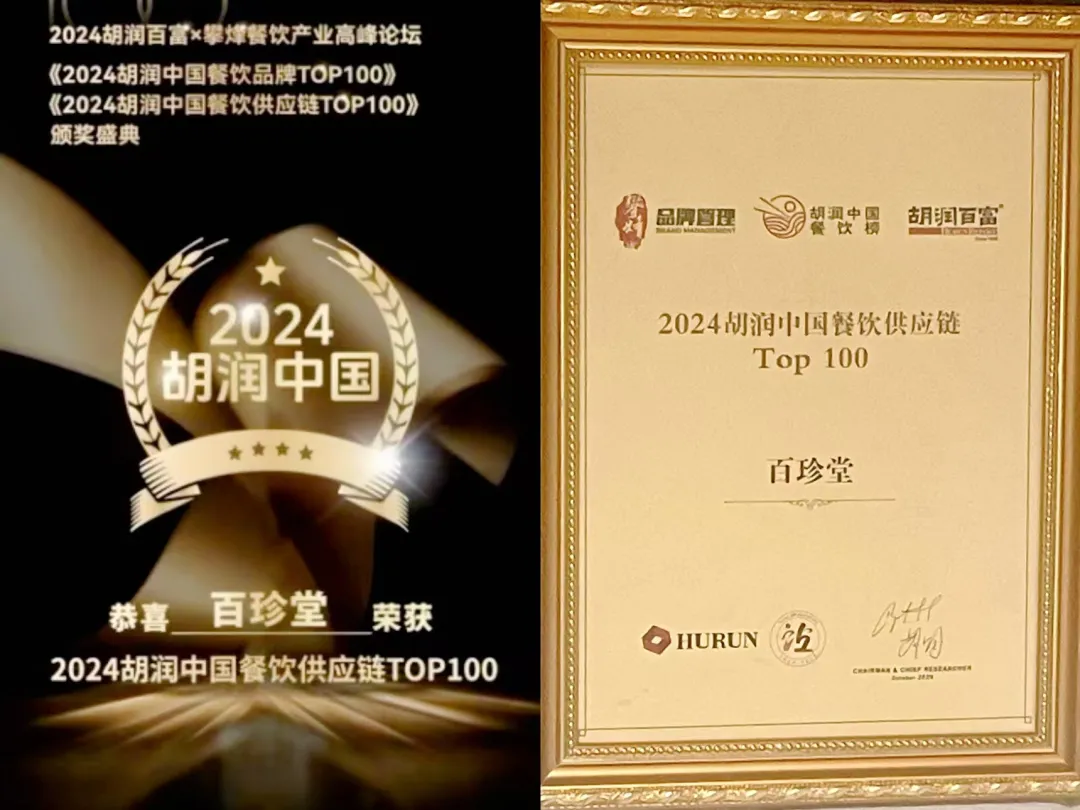 2024胡润百富×攀燁餐饮产业高峰论坛
《2024胡润中国餐饮品牌TOP100》
《2024胡润中国餐饮供应链TOP100》
颁奖盛典
2024
胡润中国
恭喜 百珍堂 荣获
2024胡润中国餐饮供应链TOP100
品牌管理
BRAND MANAGEMENT
胡润中国
餐饮榜
胡润百富
HURUN REPORT
Since 1999
2024胡润中国餐饮供应链
Top 100
百珍堂
HURUN
CHAIRMAN & CHIEF RESEARCHER